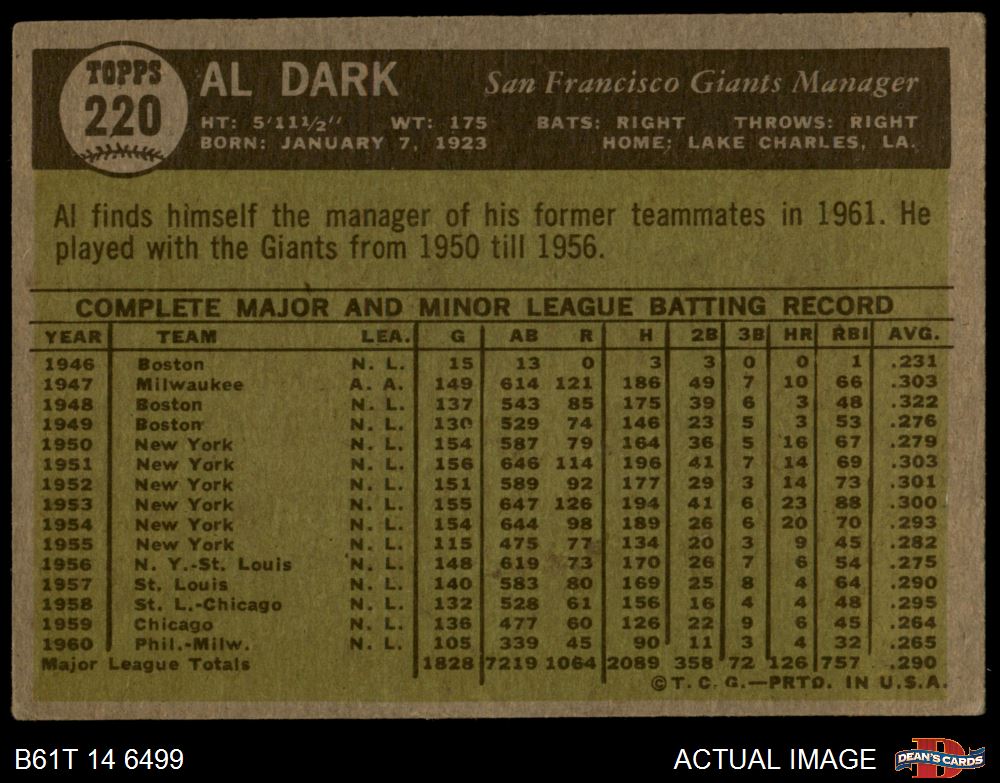 TOPPS
220
AL DARK San Francisco Giants Manager
HT: 5'11½" WT: 175 BATS: RIGHT THROWS: RIGHT
BORN: JANUARY 7, 1923 HOME: LAKE CHARLES, LA.
Al finds himself the manager of his former teammates in 1961. He
played with the Giants from 1950 till 1956.
COMPLETE MAJOR AND MINOR LEAGUE BATTING RECORD
YEAR TEAM LEA. G AB R H 2B 3B HR RBI AVG.
1946 Boston N. L. 15 13 0 3 3 0 0 1 .231
1947 Milwaukee A. A. 149 614 121 186 49 7 10 66 .303
1948 Boston N. L. 137 543 85 175 39 6 3 48 .322
1949 Boston N. L. 130 529 74 146 23 5 3 53 .276
1950 New York N. L. 154 587 79 164 36 5 16 67 .279
1951 New York N. L. 156 646 114 196 41 7 14 69 .303
1952 New York N. L. 151 589 92 177 29 3 14 73 .301
1953 New York N. L. 155 647 126 194 41 6 23 88 .300
1954 New York N. L. 154 644 98 189 26 6 20 70 .293
1955 New York N. L. 115 475 77 134 20 3 9 45 .282
1956 N. Y.-St. Louis N. L. 148 619 73 170 26 7 6 54 .275
1957 St. Louis N. L. 140 583 80 169 25 8 4 64 .290
1958 St. L.-Chicago N. L. 132 528 61 156 16 4 4 48 .295
1959 Chicago N. L. 136 477 60 126 22 9 6 45 .264
1960 Phil.-Milw. N. L. 105 339 45 90 11 3 4 32 .265
Major League Totals 1828 7219 1064 2089 358 72 126 757 .290
© T. C. G.—PRTD. IN U.S.A.
B61T 14 6499 ACTUAL IMAGE DEAN'S CARDS